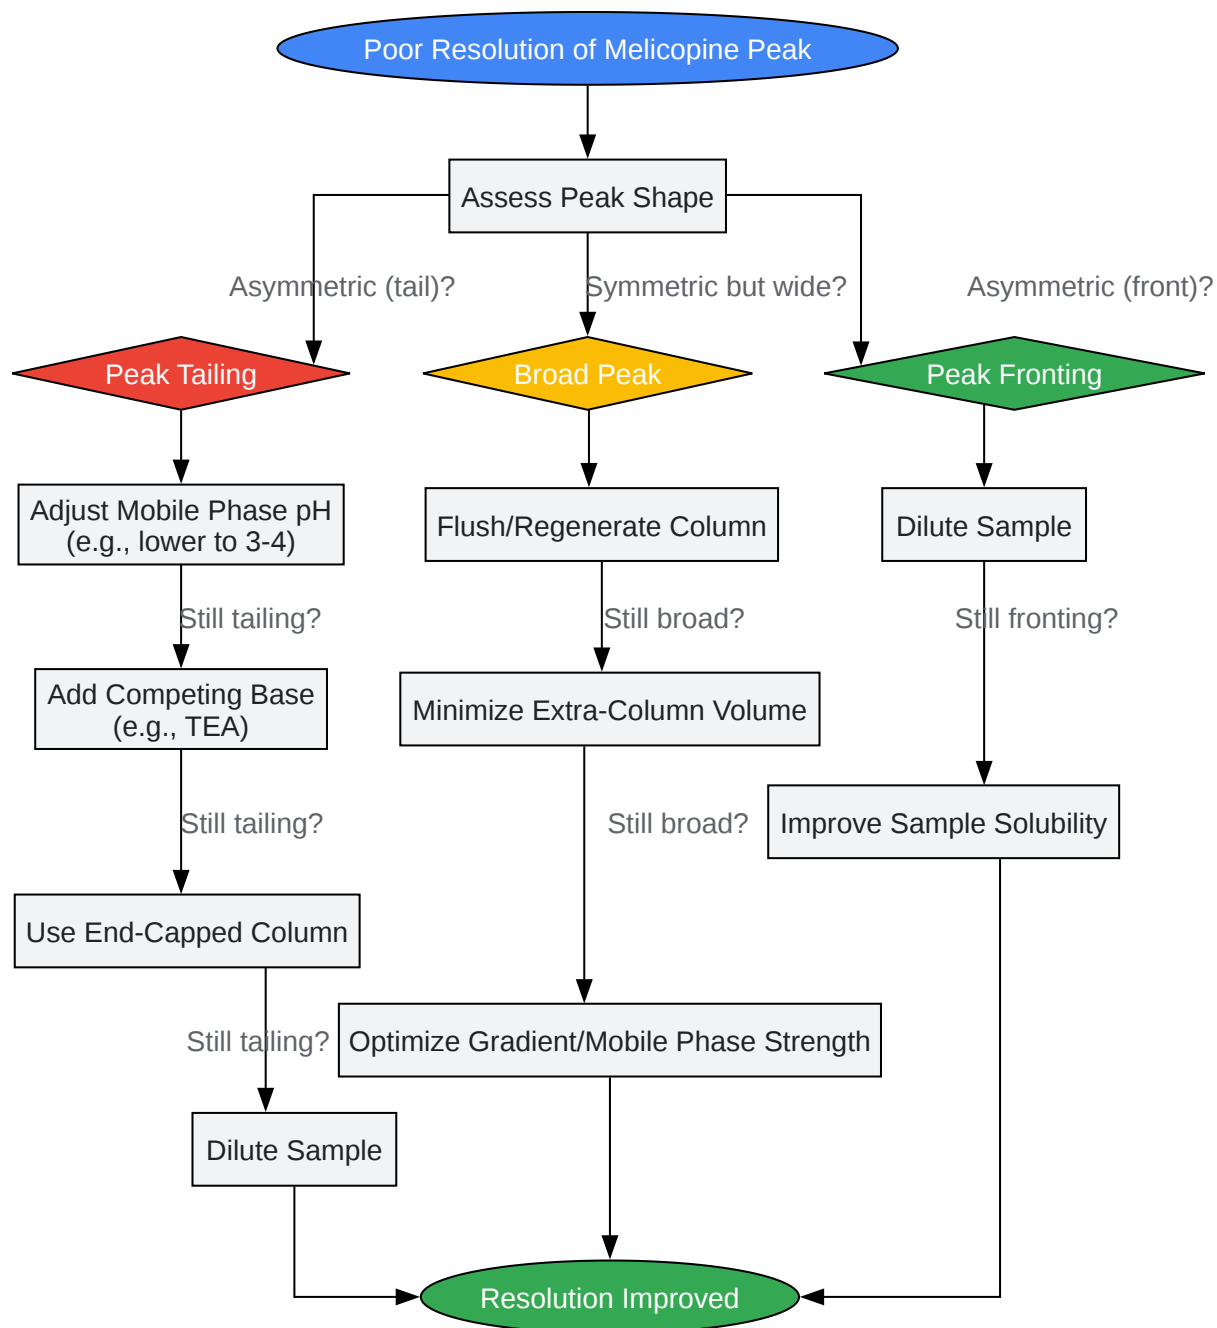 Poor Resolution of Melicopine Peak
Assess Peak Shape
Asymmetric (tail)?
Symmetric but wide?
Asymmetric (front)?
Peak Tailing
Broad Peak
Peak Fronting
Adjust Mobile Phase pH
(e.g., lower to 3-4)
Flush/Regenerate Column
Dilute Sample
Still tailing?
Still broad?
Still fronting?
Add Competing Base
(e.g., TEA)
Minimize Extra-Column Volume
Still tailing?
Still broad?
Improve Sample Solubility
Use End-Capped Column
Still tailing?
Optimize Gradient/Mobile Phase Strength
Dilute Sample
Resolution Improved